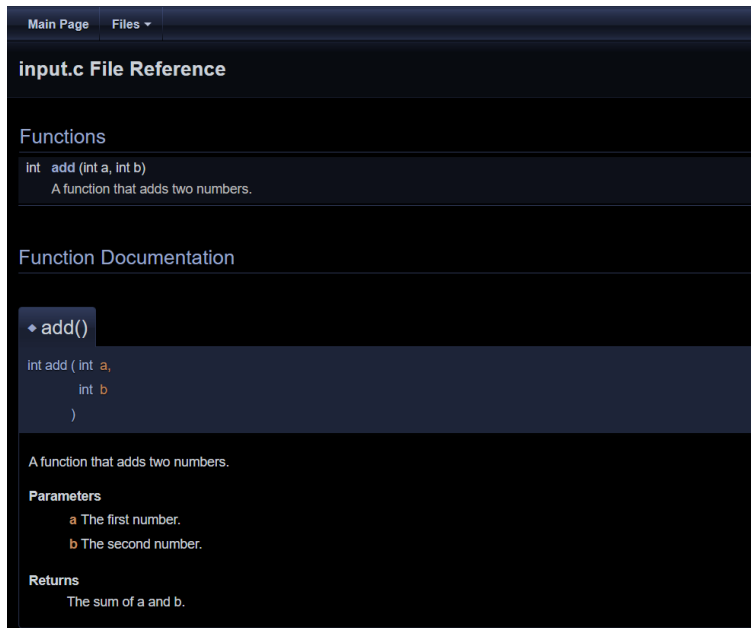 Main Page Files
input.c File Reference
Functions
int add (int a, int b)
A function that adds two numbers.
Function Documentation
add()
int add ( int a,
int b
)
A function that adds two numbers.
Parameters
a The first number.
b The second number.
Returns
The sum of a and b.